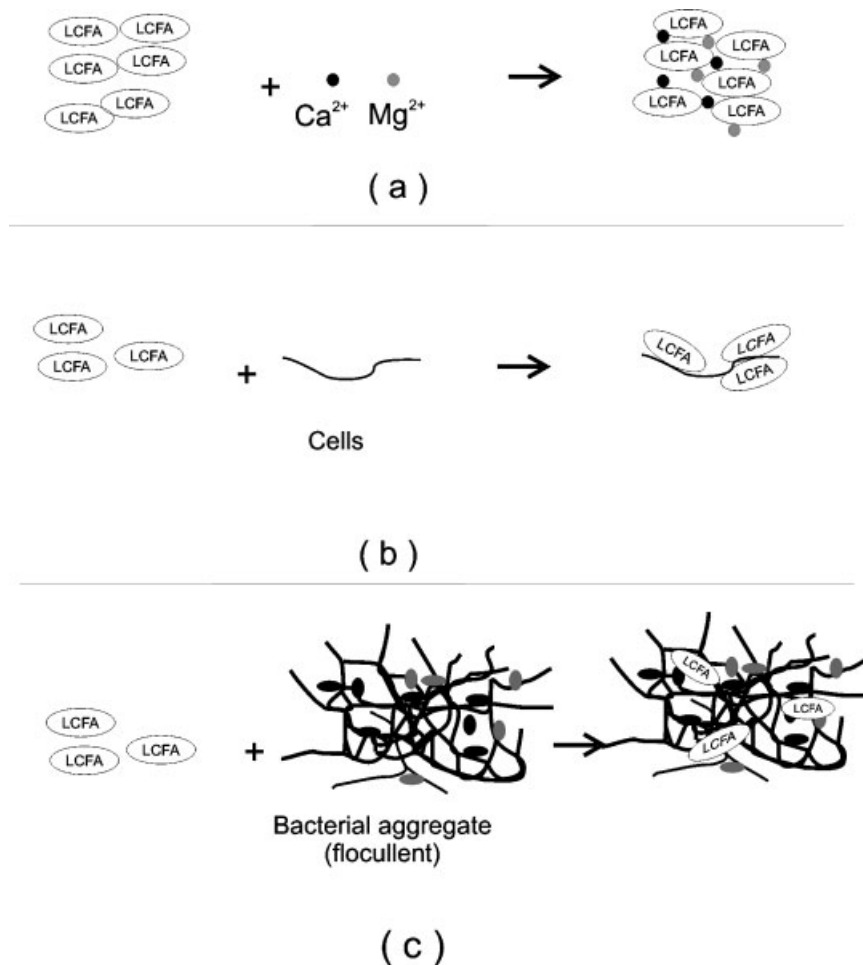 LCFA LCFA LCFA
LCFA LCFA LCFA
LCFA LCFA LCFA
LCFA LCFA
LCFA LCFA
+
Ca²⁺ Mg²⁺
( a )
LCFA
LCFA LCFA
LCFA LCFA
LCFA
+
Cells
( b )
LCFA
LCFA
LCFA LCFA
LCFA
LCFA
+
Bacterial aggregate
(flocullent)
( c )